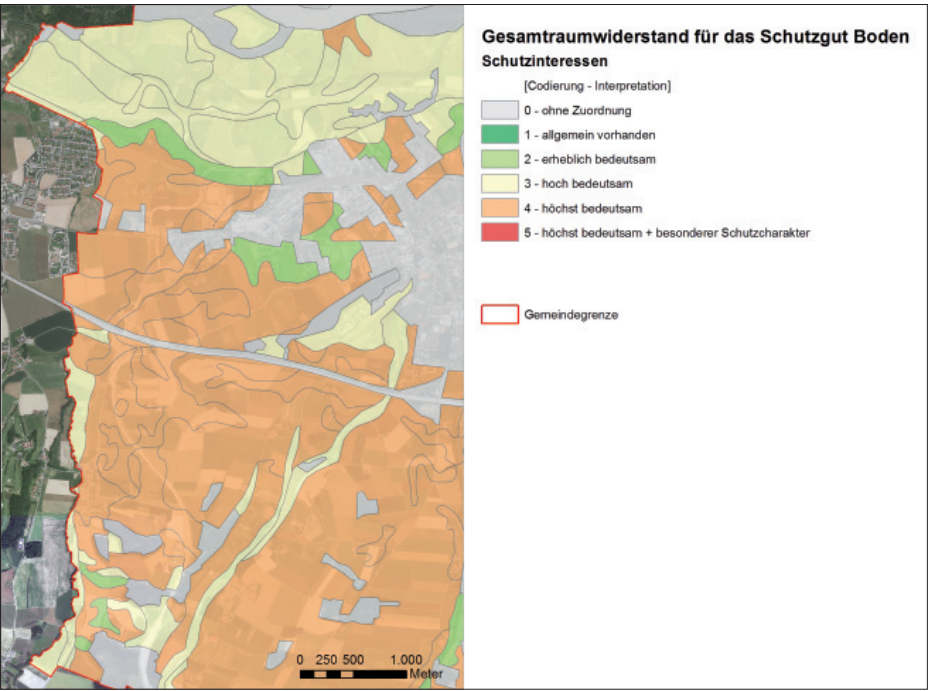 Gesamtraumwiderstand für das Schutzgut Boden
Schutzinteressen
[Codierung - Interpretation]
0 - ohne Zuordnung
1 - allgemein vorhanden
2 - erheblich bedeutsam
3 - hoch bedeutsam
4 - höchst bedeutsam
5 - höchst bedeutsam + besonderer Schutzcharakter
Gemeindegrenze
0 250 500 1.000
Meter